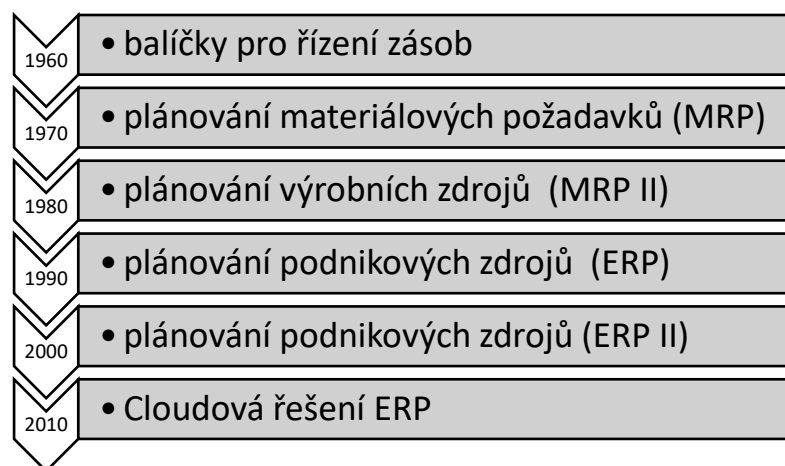 1960 • balíčky pro řízení zásob
1970 • plánování materiálových požadavků (MRP)
1980 • plánování výrobních zdrojů  (MRP II)
1990 • plánování podnikových zdrojů  (ERP)
2000 • plánování podnikových zdrojů (ERP II)
2010 • Cloudová řešení ERP